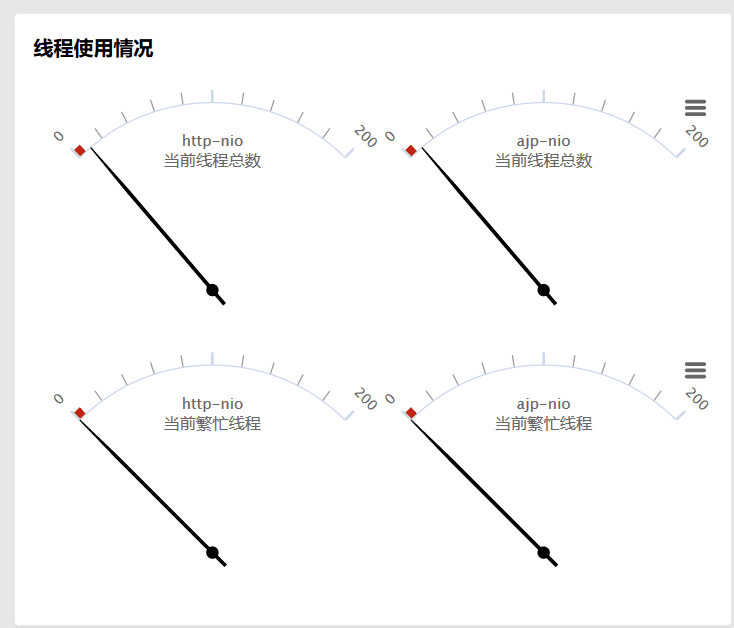 线程使用情况
0
http-nio
当前线程总数
200
0
ajp-nio
当前线程总数
200
0
http-nio
当前繁忙线程
200
0
ajp-nio
当前繁忙线程
200